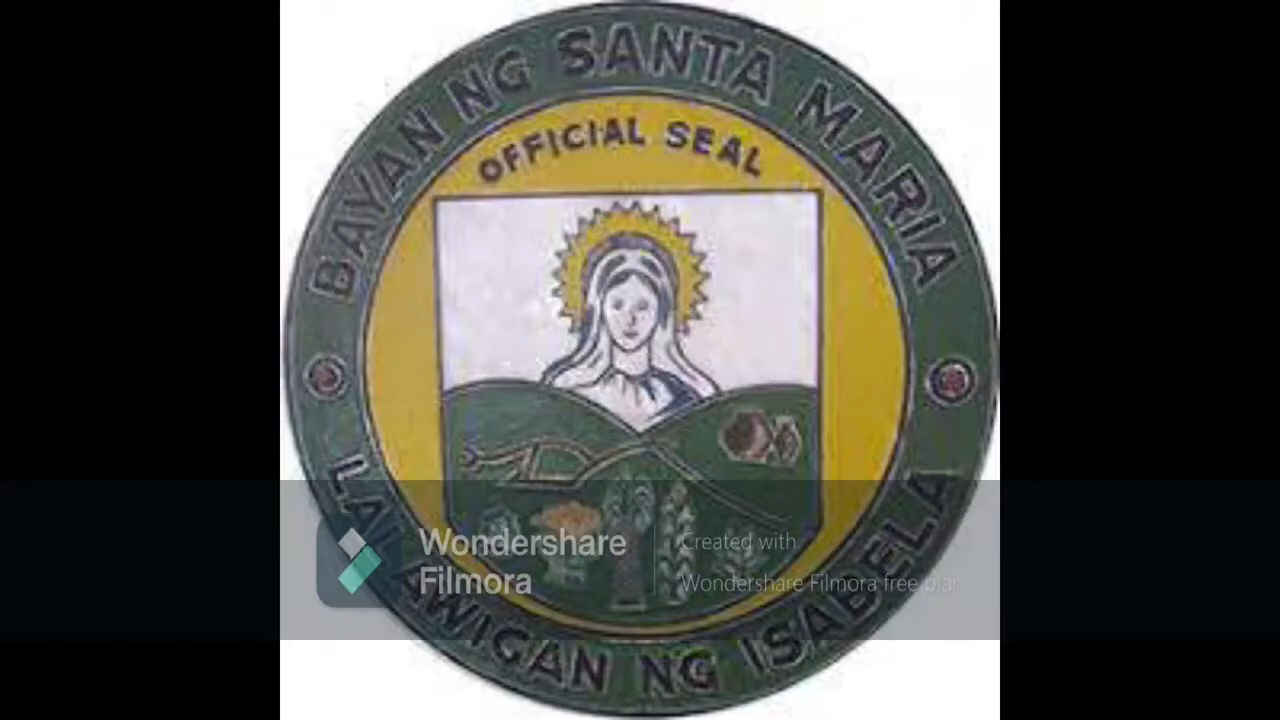 BAYAN NG SANTA MARIA
OFFICIAL SEAL
Wondershare
Filmora
Created with
Wondershare Filmora free plan
LALAWIGAN NG ISABELA